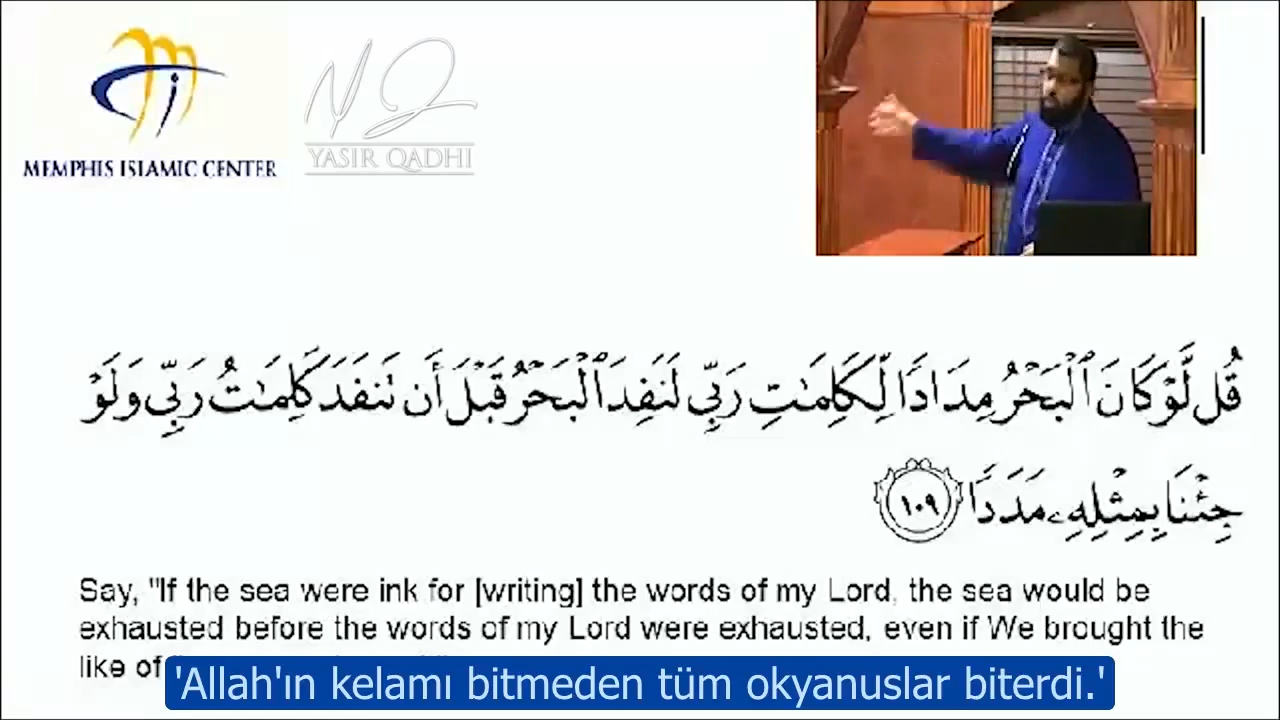 MEMPHIS ISLAMIC CENTER
YASIR QADHI
قُل لَّوْ كَانَ ٱلْبَحْرُ مِدَادًا لِّكَلِمَٰتِ رَبِّى لَنَفِدَ ٱلْبَحْرُ قَبْلَ أَن تَنفَدَ كَلِمَٰتُ رَبِّى وَلَوْ
جِئْنَا بِمِثْلِهِۦ مَدَدًا ١٠٩
Say, "If the sea were ink for [writing] the words of my Lord, the sea would be
exhausted before the words of my Lord were exhausted, even if We brought the
like of
'Allah'ın kelamı bitmeden tüm okyanuslar biterdi.'